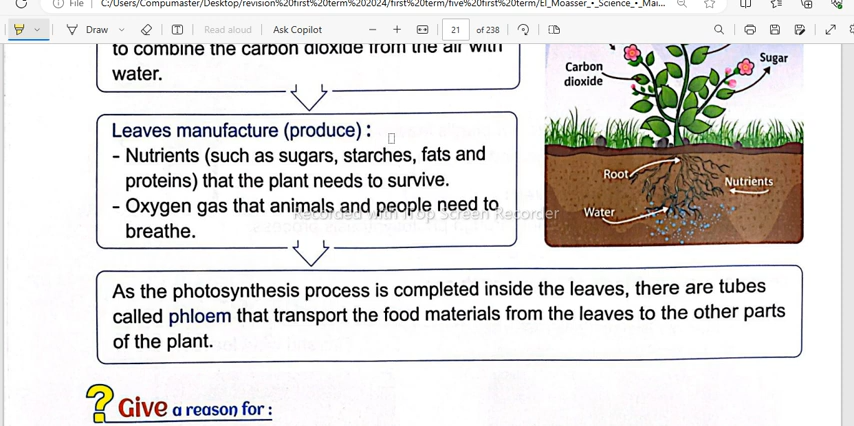 File C:/Users/Compumaster/Desktop/revision%20first%20term%202024/first%20term/five%20first%20term/El_Moasser_•_Science_•_Mai...
Draw Read aloud Ask Copilot 21 of 238
to combine the carbon dioxide from the air with
water.
Carbon
dioxide
Sugar
Leaves manufacture (produce) :
- Nutrients (such as sugars, starches, fats and
proteins) that the plant needs to survive.
- Oxygen gas that animals and people need to
breathe.
Root
Nutrients
Water
Recorded with iTop Screen Recorder
As the photosynthesis process is completed inside the leaves, there are tubes
called phloem that transport the food materials from the leaves to the other parts
of the plant.
? Give a reason for :